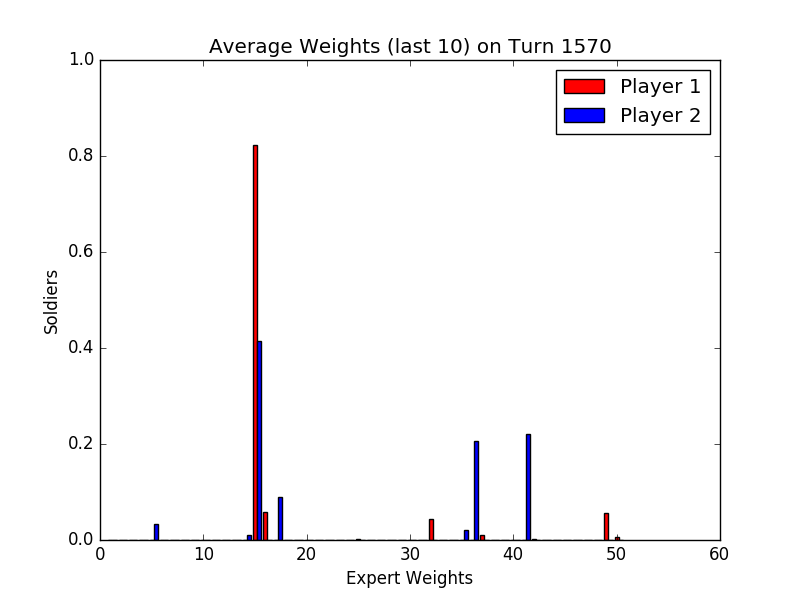 Average Weights (last 10) on Turn 1570
1.0
0.8
0.6
0.4
0.2
0.0
Soldiers
Player 1
Player 2
0 10 20 30 40 50 60
Expert Weights